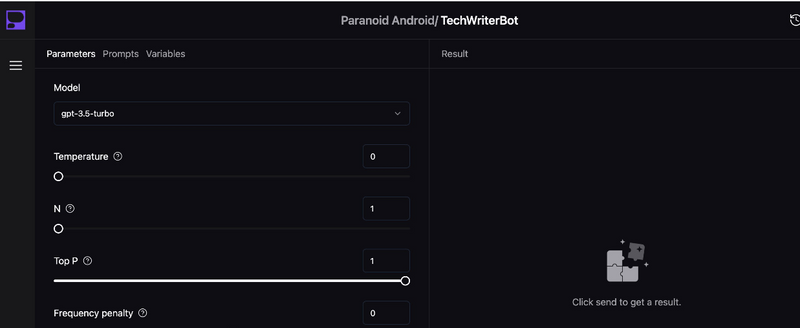 Paranoid Android/ TechWriterBot
Parameters Prompts Variables
Result
Model
gpt-3.5-turbo
Temperature
0
N
1
Top P
1
Frequency penalty
0
Click send to get a result.